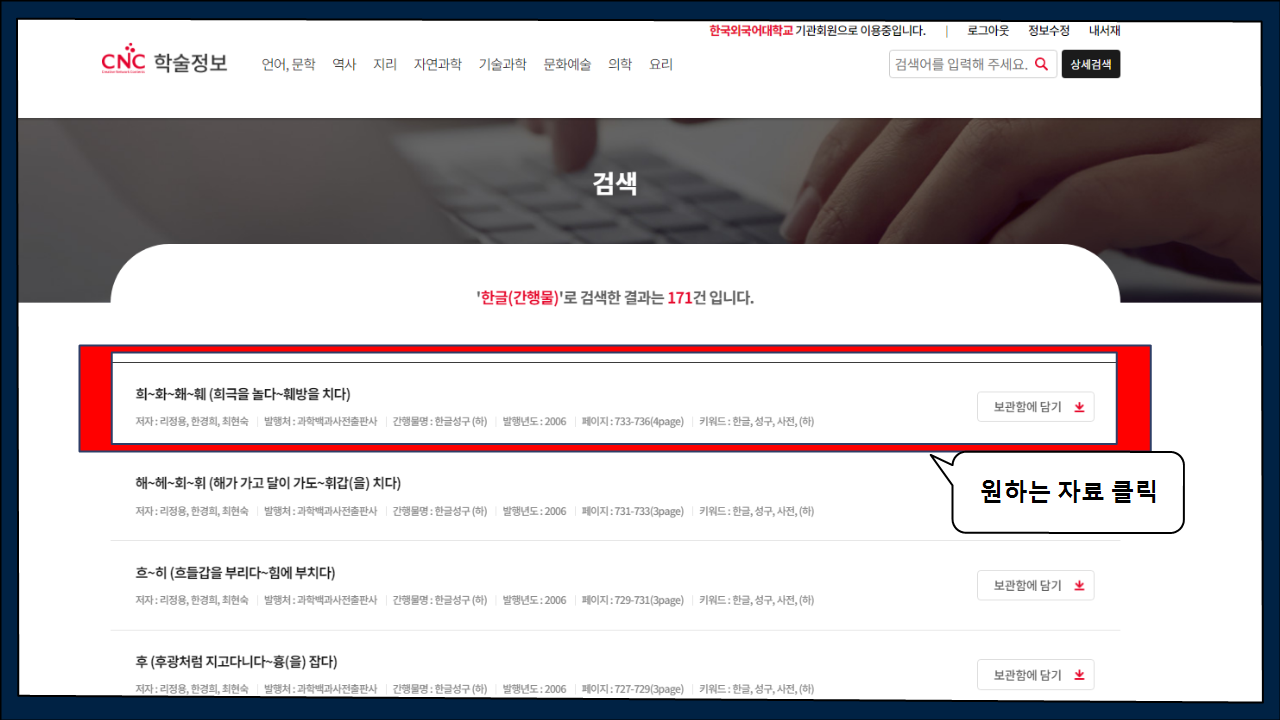 한국외국어대학교 기관회원으로 이용중입니다. | 로그아웃 정보수정 내서재
CNC 학술정보 언어, 문학 역사 지리 자연과학 기술과학 문화예술 의학 요리 검색어를 입력해 주세요. 상세검색
검색
'한글(간행물)'로 검색한 결과는 171건 입니다.
희~화~홰~훼 (희극을 놀다~훼방을 치다)
저자 : 리정용, 한경희, 최현숙 | 발행처 : 과학백과사전출판사 | 간행물명 : 한글성구 (하) | 발행년도 : 2006 | 페이지 : 733-736(4page) | 키워드 : 한글, 성구, 사전, (하)
보관함에 담기
해~헤~회~휘 (해가 가고 달이 가도~휘갑(을) 치다)
저자 : 리정용, 한경희, 최현숙 | 발행처 : 과학백과사전출판사 | 간행물명 : 한글성구 (하) | 발행년도 : 2006 | 페이지 : 731-733(3page) | 키워드 : 한글, 성구, 사전, (하)
원하는 자료 클릭
흐~히 (흐들갑을 부리다~힘에 부치다)
저자 : 리정용, 한경희, 최현숙 | 발행처 : 과학백과사전출판사 | 간행물명 : 한글성구 (하) | 발행년도 : 2006 | 페이지 : 729-731(3page) | 키워드 : 한글, 성구, 사전, (하)
보관함에 담기
후 (후광처럼 지고다니다~흉(을) 잡다)
저자 : 리정용, 한경희, 최현숙 | 발행처 : 과학백과사전출판사 | 간행물명 : 한글성구 (하) | 발행년도 : 2006 | 페이지 : 727-729(3page) | 키워드 : 한글, 성구, 사전, (하)
보관함에 담기